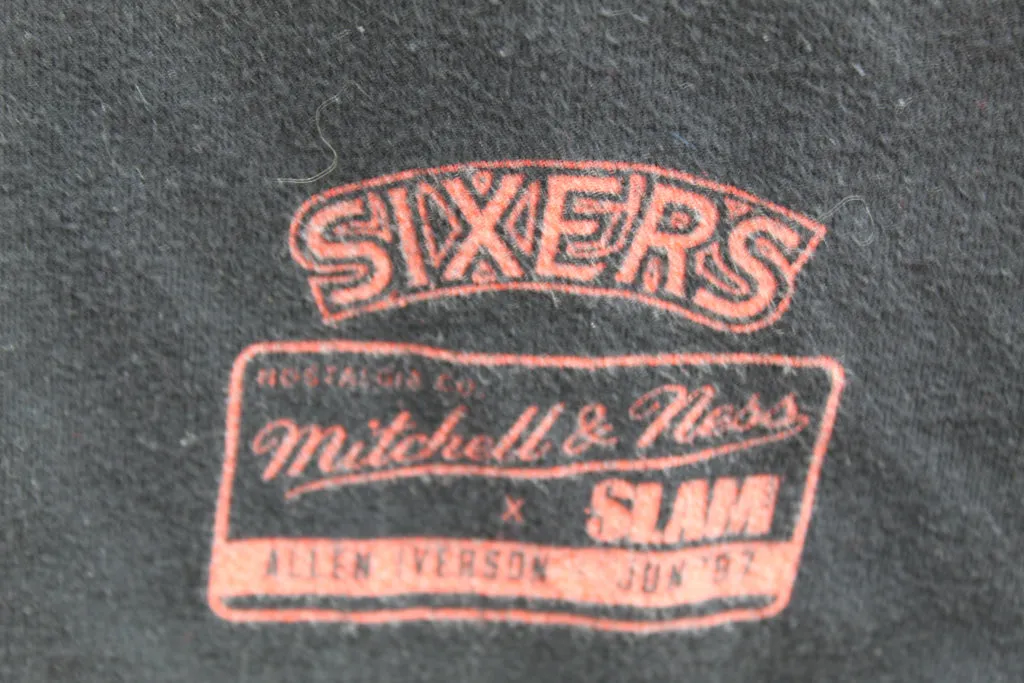 SIXERS
NOSTALGIA CO.
Mitchell & Ness
X SLAM
ALLEN IVERSON JUN '97